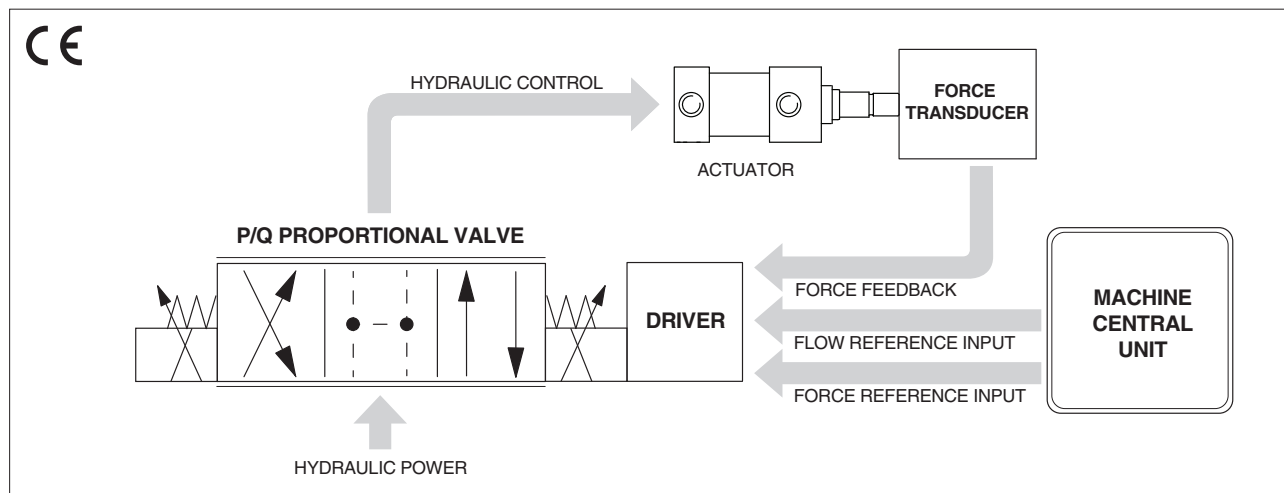 CE
HYDRAULIC CONTROL
FORCE
TRANSDUCER
ACTUATOR
P/Q PROPORTIONAL VALVE
DRIVER
FORCE FEEDBACK
FLOW REFERENCE INPUT
FORCE REFERENCE INPUT
MACHINE
CENTRAL
UNIT
HYDRAULIC POWER